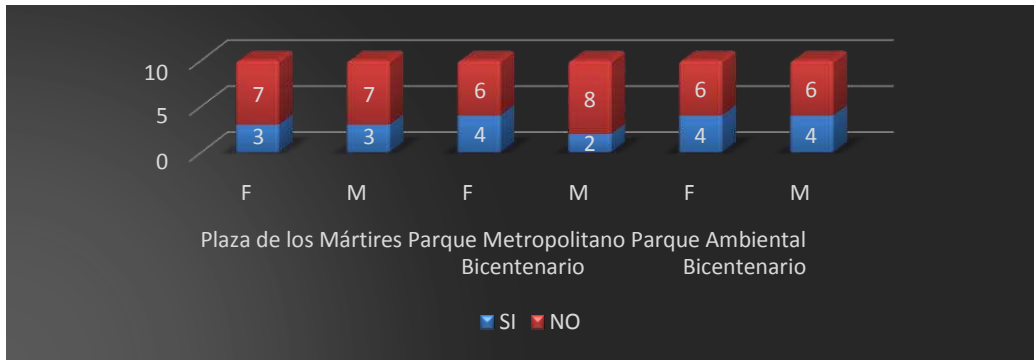 10
5
0
7 7 6 8 6 6
3 3 4 2 4 4
F M F M F M
Plaza de los Mártires Parque Metropolitano Parque Ambiental
Bicentenario Bicentenario
SI NO